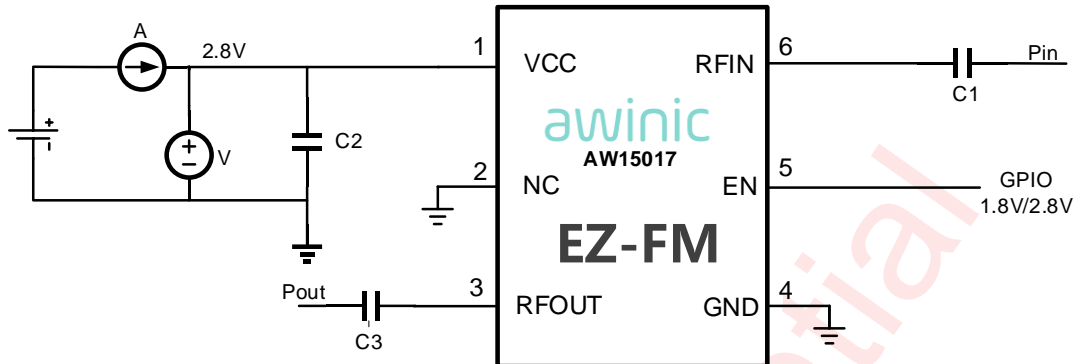 A
2.8V
1
6
Pin
VCC
RFIN
C1
+
awinic
AW15017
C2
V
2
NC
5
EN
GPIO
1.8V/2.8V
EZ-FM
Pout
3
RFOUT
GND
4
C3